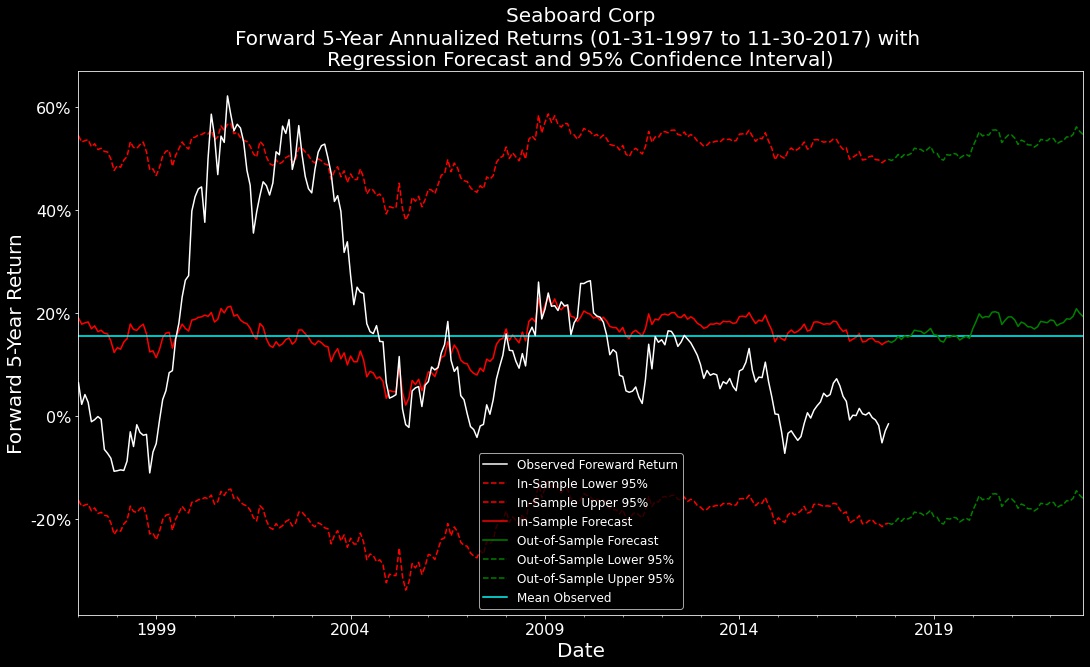 Seaboard Corp
Forward 5-Year Annualized Returns (01-31-1997 to 11-30-2017) with
Regression Forecast and 95% Confidence Interval)
Forward 5-Year Return
60%
40%
20%
0%
-20%
Observed Foreward Return
In-Sample Lower 95%
In-Sample Upper 95%
In-Sample Forecast
Out-of-Sample Forecast
Out-of-Sample Lower 95%
Out-of-Sample Upper 95%
Mean Observed
1999
2004
2009
2014
2019
Date